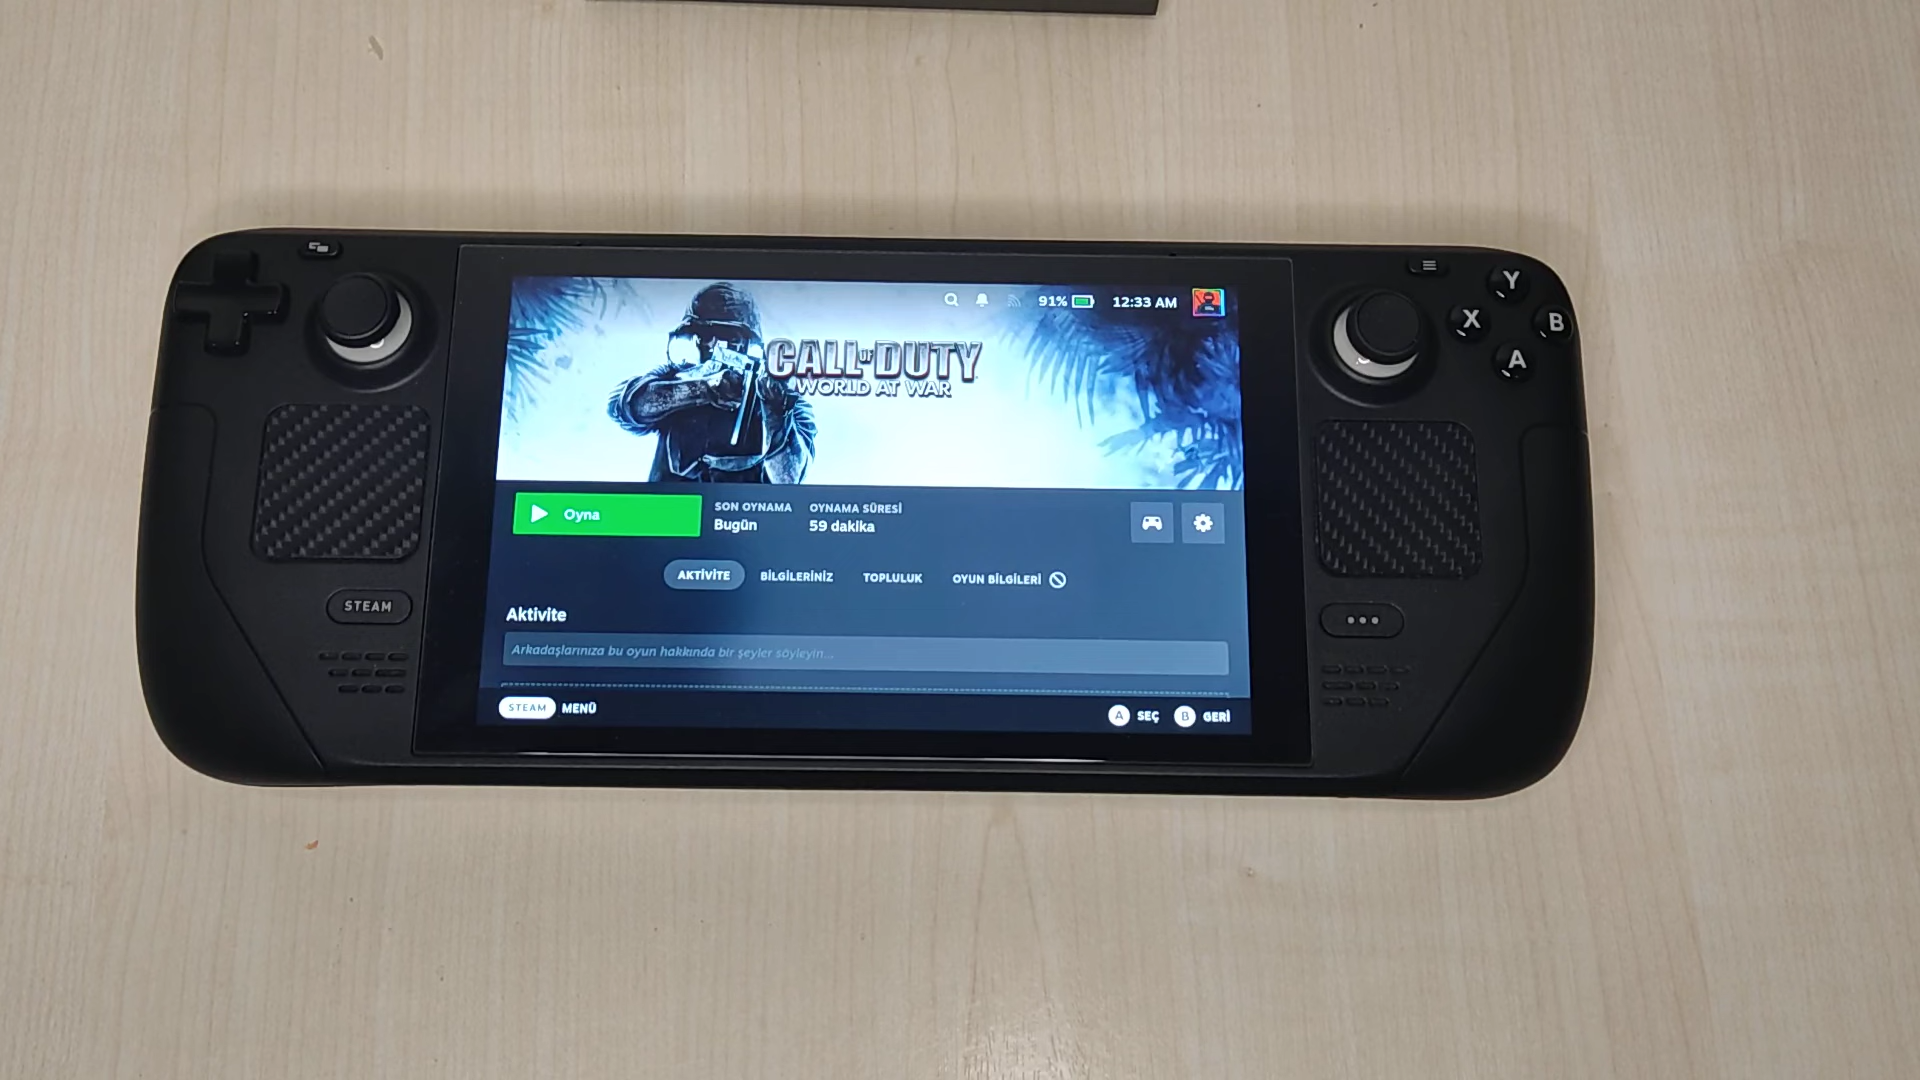 91% 12:33 AM
CALL OF DUTY
WORLD AT WAR
Oyna
SON OYNAMA
Bugün
OYNAMA SÜRESİ
59 dakika
AKTİVİTE BİLGİLERİNİZ TOPLULUK OYUN BİLGİLERİ
Aktivite
Arkadaşlarınıza bu oyun hakkında bir şeyler söyleyin...
STEAM MENÜ
A SEÇ B GERİ
STEAM
Y
X
B
A